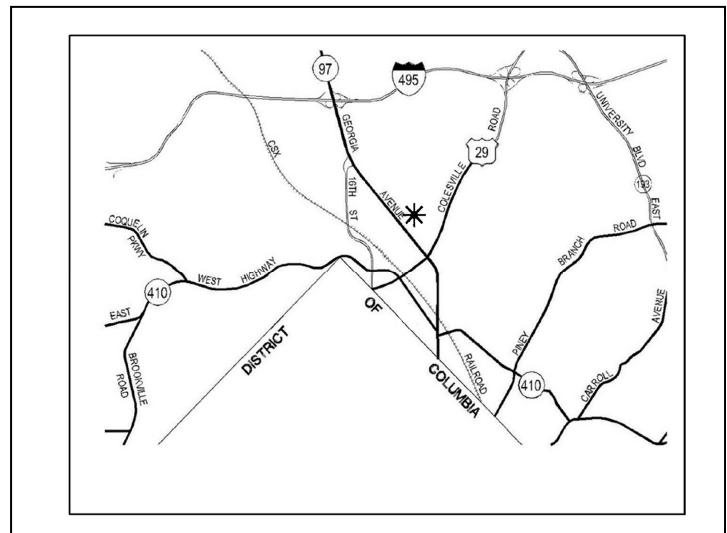 97
495
GEORGIA
CSX
ROAD
UNIVERSITY
BLVD
29
16TH
ST
COLESVILLE
193
AVENUE
EAST
COQUELIN
PKWY
ROAD
BRANCH
WEST
HIGHWAY
410
EAST
OF
AVENUE
DISTRICT
BROOKVILLE
ROAD
RAILROAD
PINEY
COLUMBIA
410
CARROLL